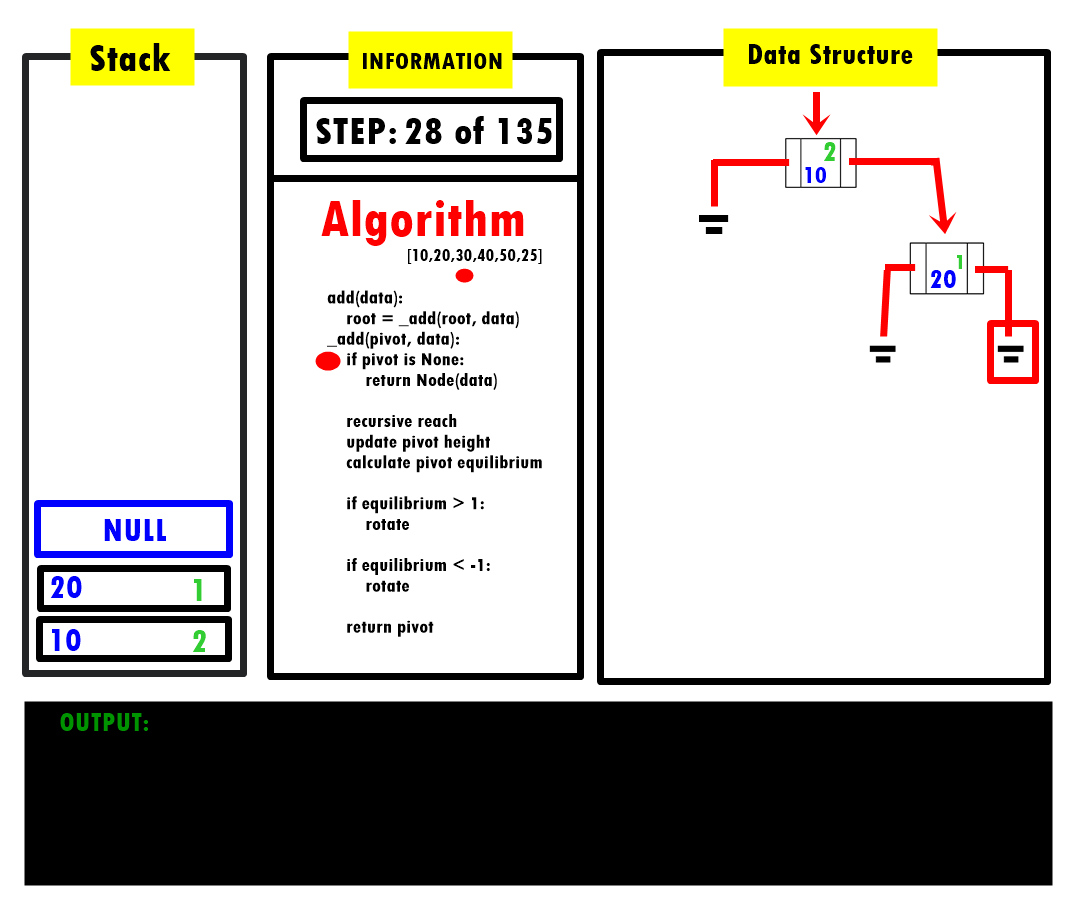 Stack
NULL
20 1
10 2
INFORMATION
STEP: 28 of 135
Algorithm
[10,20,30,40,50,25]
add(data):
root = _add(root, data)
_add(pivot, data):
if pivot is None:
return Node(data)
recursive reach
update pivot height
calculate pivot equilibrium
if equilibrium > 1:
rotate
if equilibrium < -1:
rotate
return pivot
Data Structure
2
10
1
20
OUTPUT: